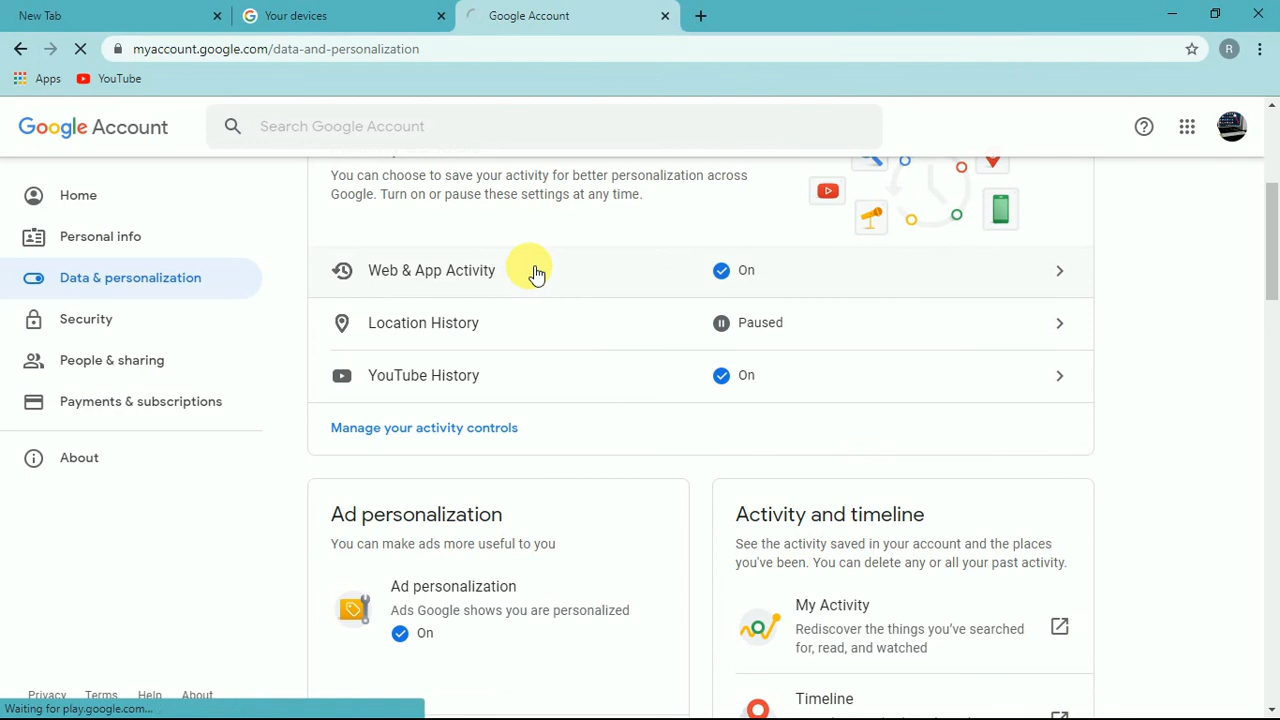 New Tab
Your devices
Google Account
myaccount.google.com/data-and-personalization
R
Apps
YouTube
Google Account
Search Google Account
Home
Personal info
Data & personalization
Security
People & sharing
Payments & subscriptions
About
You can choose to save your activity for better personalization across
Google. Turn on or pause these settings at any time.
Web & App Activity
On
Location History
Paused
YouTube History
On
Manage your activity controls
Ad personalization
You can make ads more useful to you
Ad personalization
Ads Google shows you are personalized
On
Activity and timeline
See the activity saved in your account and the places
you've been. You can delete any or all your past activity.
My Activity
Rediscover the things you've searched
for, read, and watched
Timeline
Privacy Terms Help About
Waiting for play.google.com...